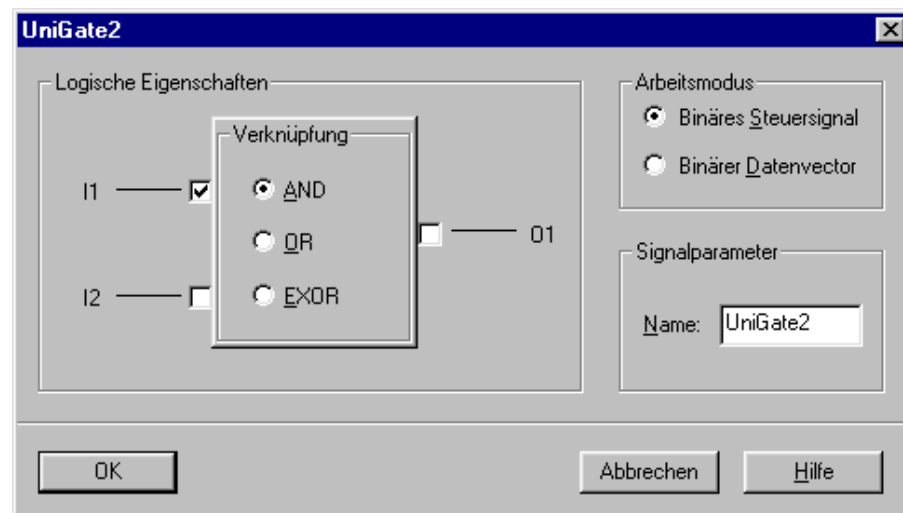 UniGate2
Logische Eigenschaften
Verknüpfung
I1
AND
OR
I2
EXOR
O1
Arbeitsmodus
Binäres Steuersignal
Binärer Datenvector
Signalparameter
Name: UniGate2
OK
Abbrechen
Hilfe